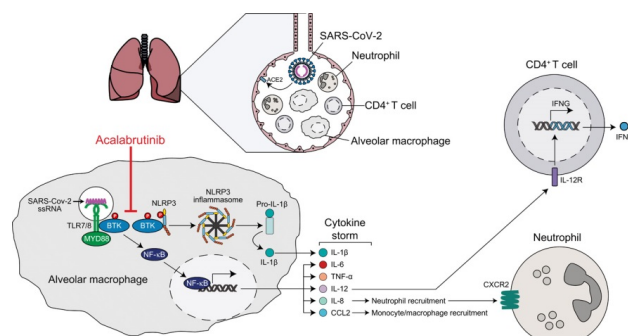 SARS-CoV-2
Neutrophil
ACE2
CD4+ T cell
Alveolar macrophage
CD4+ T cell
IFNG
IFN
IL-12R
Acalabrutinib
SARS-Cov-2
ssRNA
TLR7/8
MYD88
BTK
BTK
P
P
NLRP3
NLRP3
inflammasome
Pro-IL-1β
IL-1β
NF-κB
NF-κB
Alveolar macrophage
Cytokine
storm
IL-1β
IL-6
TNF-α
IL-12
IL-8
Neutrophil recruitment
CCL2
Monocyte/macrophage recruitment
Neutrophil
CXCR2